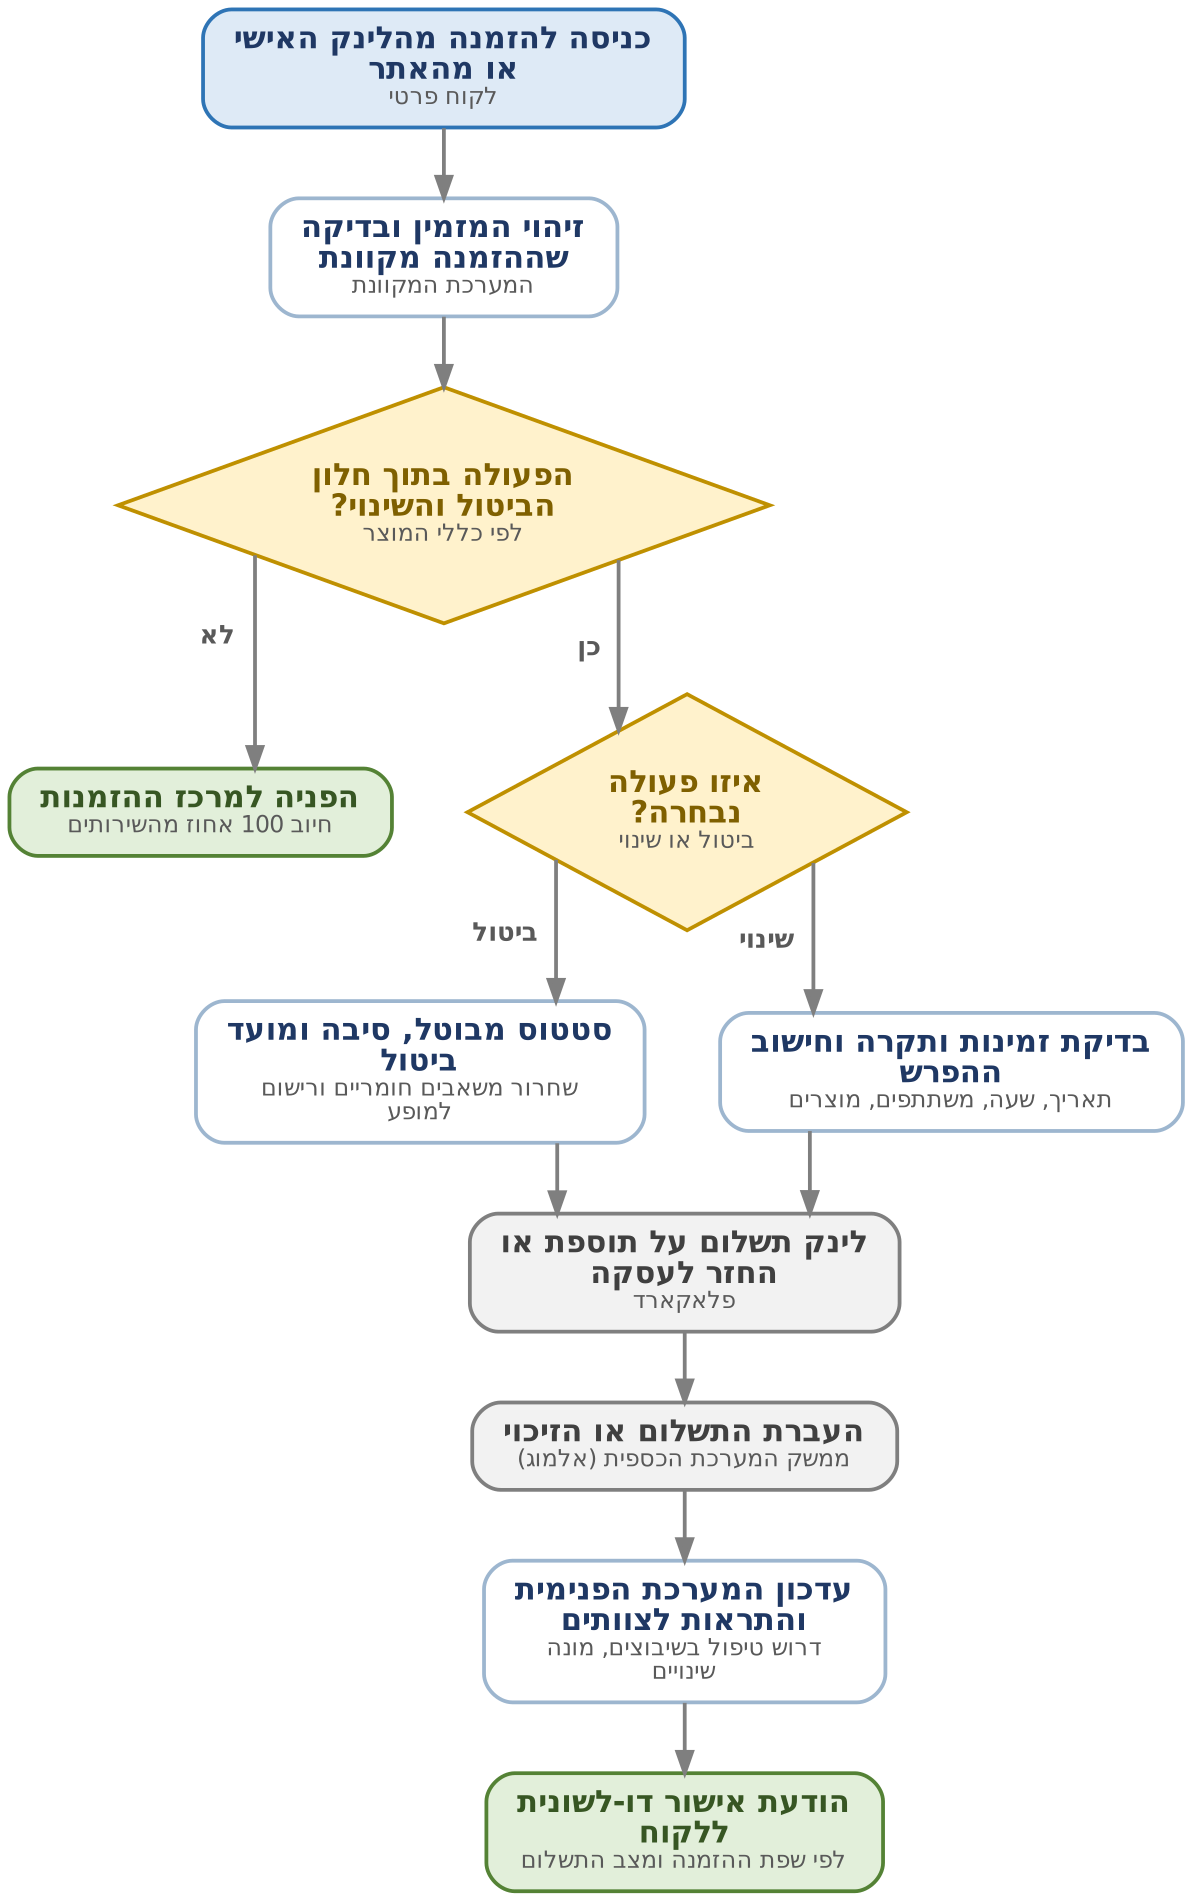 כניסה להזמנה מהלינק האישי
או מהאתר
לקוח פרטי
זיהוי המזמין ובדיקה
שההזמנה מקוונת
המערכת המקוונת
הפעולה בתוך חלון
הביטול והשינוי?
לפי כללי המוצר
לא
כן
הפניה למרכז ההזמנות
חיוב 100 אחוז מהשירותים
איזו פעולה
נבחרה?
ביטול או שינוי
ביטול
שינוי
סטטוס מבוטל, סיבה ומועד
ביטול
שחרור משאבים חומריים ורישום
למופע
בדיקת זמינות ותקרה וחישוב
ההפרש
תאריך, שעה, משתתפים, מוצרים
לינק תשלום על תוספת או
החזר לעסקה
פלאקארד
העברת התשלום או הזיכוי
ממשק המערכת הכספית (אלמוג)
עדכון המערכת הפנימית
והתראות לצוותים
דרוש טיפול בשיבוצים, מונה
שינויים
הודעת אישור דו-לשונית
ללקוח
לפי שפת ההזמנה ומצב התשלום